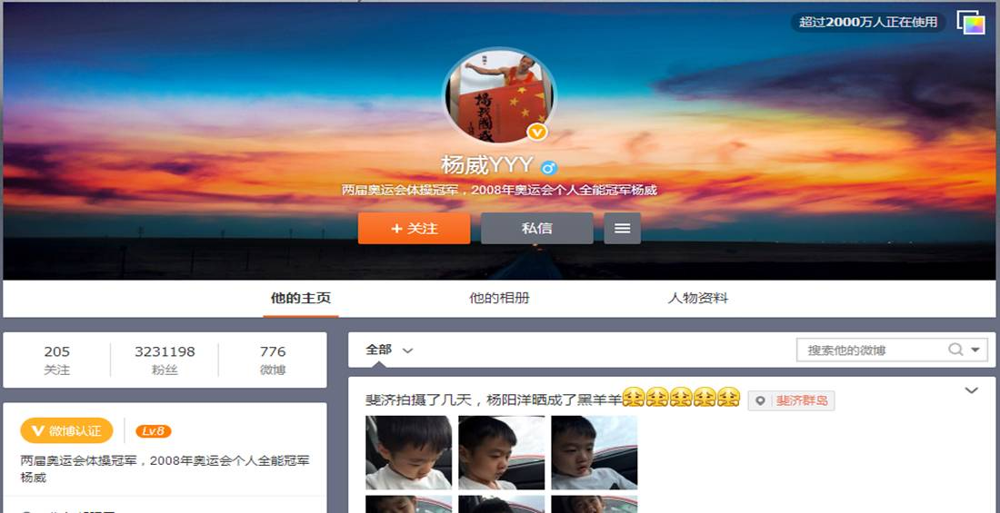 超过2000万人正在使用
杨威YYY
两届奥运会体操冠军，2008年奥运会个人全能冠军杨威
+ 关注
私信
他的主页
他的相册
人物资料
205
3231198
776
关注
粉丝
微博
全部
搜索他的微博
斐济拍摄了几天，杨阳洋晒成了黑羊羊
斐济群岛
V 微博认证
Lv.8
两届奥运会体操冠军，2008年奥运会个人全能冠军
杨威